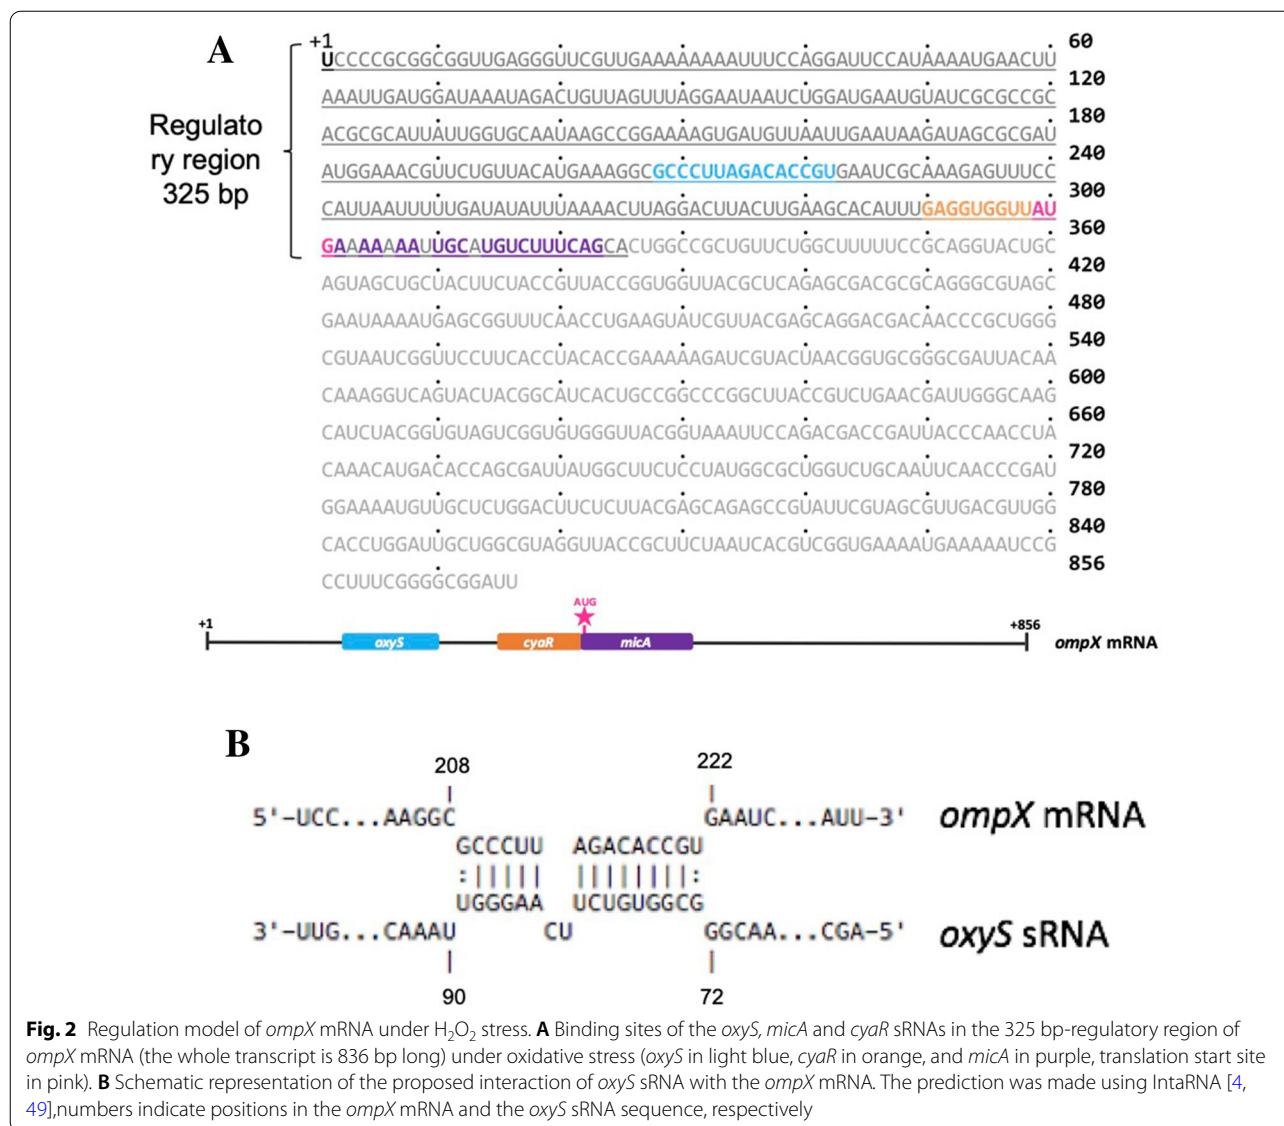 A
+1
UCCCCGCGGCGGUUGAGGGUUCGUUGAAAAAAAAUUUCCAGGAUUCCAUAAAAUGAACUU 60
AAAUUGAUGGAUAAAUAGACUGUUAGUUUAGGAAUAAUCUGGAUGAAUGUAUCGCGCCGC 120
ACGCGCAUUAUUGGUGCAAUAAGCCGGAAAAGUGAUGUUAAUUGAAUAAGAUAGCGCGAU 180
AUGGAAACGUUCUGUUACAUGAAAGGCGCCCUUAGACACCGUGAAUCGCAAAGAGUUUCC 240
CAUUAAUUUUUGAUAUAUUUAAAACUUAGGACUUACUUGAAGCACAUUUGAGGUGGUUAU 300
GAAAAAAAUUGCAUGUCUUUCAGCACUGGCCGCUGUUCUGGCUUUUUCCGCAGGUACUGC 360
AGUAGCUGCUACUUCUACCGUUACCGGUGGUUACGCUCAGAGCGACGCGCAGGGCGUAGC 420
GAAUAAAAUGAGCGGUUUCAACCUGAAGUAUCGUUACGAGCAGGACGACAACCCGCUGGG 480
CGUAAUCGGUUCCUUCACCUACACCGAAAAAGAUCGUACUAACGGUGCGGGCGAUUACAA 540
CAAAGGUCAGUACUACGGCAUCACUGCCGGCCCGGCUUACCGUCUGAACGAUUGGGCAAG 600
CAUCUACGGUGUAGUCGGUGUGGGUUACGGUAAAUUCCAGACGACCGAUUACCCAACCUA 660
CAAACAUGACACCAGCGAUUAUGGCUUCUCCUAUGGCGCUGGUCUGCAAUUCAACCCGAU 720
GGAAAAUGUUGCUCUGGACUUCUCUUACGAGCAGAGCCGUAUUCGUAGCGUUGACGUUGG 780
CACCUGGAUUGCUGGCGUAGGUUACCGCUUCUAAUCACGUCGGUGAAAAUGAAAAAUCCG 840
CCUUUCGGGGCGGAUU 856
Regulato
ry region
325 bp
AUG
+1
+856
oxyS cyaR micA ompX mRNA
B
208 222
5'-UCC...AAGGC GAAUC...AUU-3' ompX mRNA
GCCCUU AGACACCGU
:||||| ||||||||:
UGGGAA UCUGUGGCG
3'-UUG...CAAAU CU GGCAA...CGA-5' oxyS sRNA
90 72
Fig. 2 Regulation model of ompX mRNA under H2O2 stress. A Binding sites of the oxyS, micA and cyaR sRNAs in the 325 bp-regulatory region of
ompX mRNA (the whole transcript is 836 bp long) under oxidative stress (oxyS in light blue, cyaR in orange, and micA in purple, translation start site
in pink). B Schematic representation of the proposed interaction of oxyS sRNA with the ompX mRNA. The prediction was made using IntaRNA [4,
49],numbers indicate positions in the ompX mRNA and the oxyS sRNA sequence, respectively